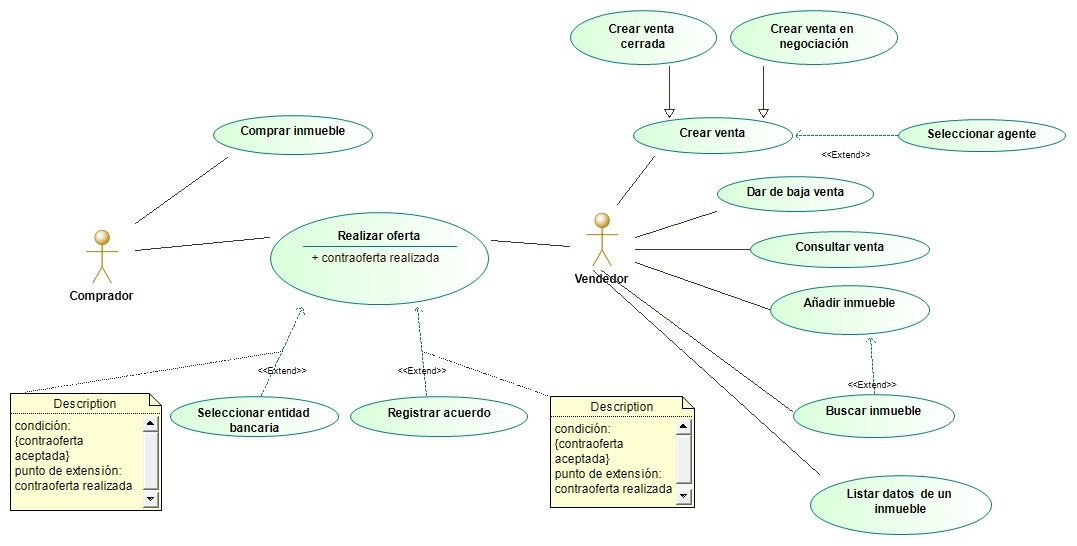 Crear venta
cerrada
Crear venta en
negociación
Comprar inmueble
Crear venta
Seleccionar agente
<<Extend>>
Dar de baja venta
Realizar oferta
+ contraoferta realizada
Consultar venta
Comprador
Vendedor
Añadir inmueble
<<Extend>>
<<Extend>>
<<Extend>>
Description
condición:
{contraoferta
aceptada}
punto de extensión:
contraoferta realizada
Seleccionar entidad
bancaria
Registrar acuerdo
Description
condición:
{contraoferta
aceptada}
punto de extensión:
contraoferta realizada
Buscar inmueble
Listar datos de un
inmueble